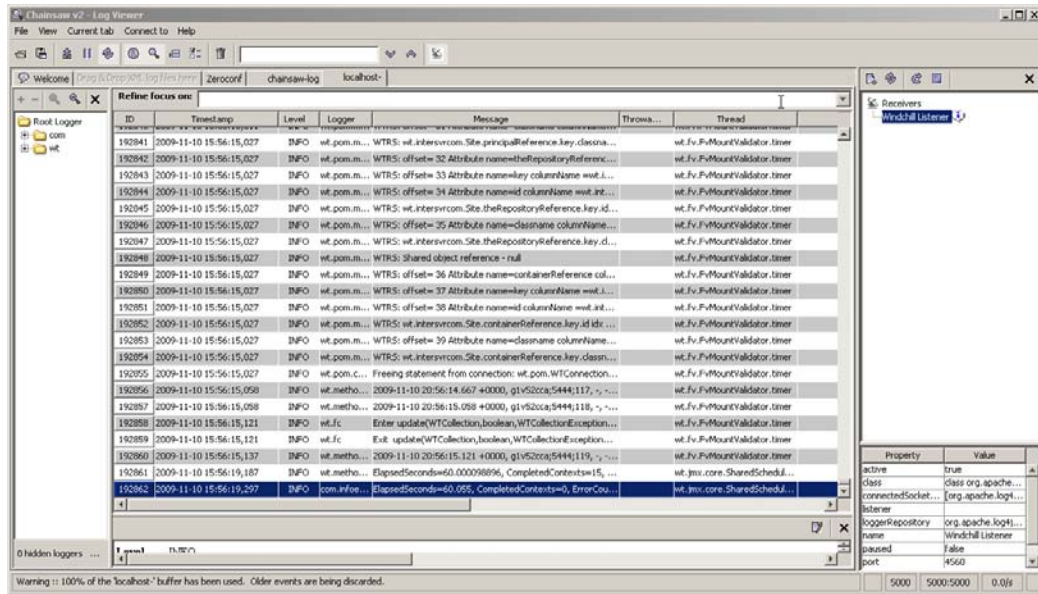 Chainsaw v2 - Log Viewer
File View Current tab Connect to Help
Welcome Drag & Drop XML log files here Zeroconf chainsaw-log localhost-
Refine focus on:
Root Logger
com
wt
ID Timestamp Level Logger Message Throwa... Thread
192841 2009-11-10 15:56:15,027 INFO wt.pom.m... WTRS: wt.intersvrcom.Site.principalReference.key.classna... wt.fv.FvMountValidator.timer
192842 2009-11-10 15:56:15,027 INFO wt.pom.m... WTRS: offset= 32 Attribute name=theRepositoryReferenc... wt.fv.FvMountValidator.timer
192843 2009-11-10 15:56:15,027 INFO wt.pom.m... WTRS: offset= 33 Attribute name=key columnName =wt.i... wt.fv.FvMountValidator.timer
192844 2009-11-10 15:56:15,027 INFO wt.pom.m... WTRS: offset= 34 Attribute name=id columnName =wt.int... wt.fv.FvMountValidator.timer
192845 2009-11-10 15:56:15,027 INFO wt.pom.m... WTRS: wt.intersvrcom.Site.theRepositoryReference.key.id... wt.fv.FvMountValidator.timer
192846 2009-11-10 15:56:15,027 INFO wt.pom.m... WTRS: offset= 35 Attribute name=classname columnName... wt.fv.FvMountValidator.timer
192847 2009-11-10 15:56:15,027 INFO wt.pom.m... WTRS: wt.intersvrcom.Site.theRepositoryReference.key.cl... wt.fv.FvMountValidator.timer
192848 2009-11-10 15:56:15,027 INFO wt.pom.m... WTRS: Shared object reference - null wt.fv.FvMountValidator.timer
192849 2009-11-10 15:56:15,027 INFO wt.pom.m... WTRS: offset= 36 Attribute name=containerReference col... wt.fv.FvMountValidator.timer
192850 2009-11-10 15:56:15,027 INFO wt.pom.m... WTRS: offset= 37 Attribute name=key columnName =wt.i... wt.fv.FvMountValidator.timer
192851 2009-11-10 15:56:15,027 INFO wt.pom.m... WTRS: offset= 38 Attribute name=id columnName =wt.int... wt.fv.FvMountValidator.timer
192852 2009-11-10 15:56:15,027 INFO wt.pom.m... WTRS: wt.intersvrcom.Site.containerReference.key.id idx ... wt.fv.FvMountValidator.timer
192853 2009-11-10 15:56:15,027 INFO wt.pom.m... WTRS: offset= 39 Attribute name=classname columnName... wt.fv.FvMountValidator.timer
192854 2009-11-10 15:56:15,027 INFO wt.pom.m... WTRS: wt.intersvrcom.Site.containerReference.key.classn... wt.fv.FvMountValidator.timer
192855 2009-11-10 15:56:15,027 INFO wt.pom.c... Freeing statement from connection: wt.pom.WTConnection... wt.fv.FvMountValidator.timer
192856 2009-11-10 15:56:15,058 INFO wt.metho... 2009-11-10 20:56:14.667 +0000, g1v52cca;5444;117, -, -... wt.fv.FvMountValidator.timer
192857 2009-11-10 15:56:15,058 INFO wt.metho... 2009-11-10 20:56:15.058 +0000, g1v52cca;5444;118, -, -... wt.fv.FvMountValidator.timer
192858 2009-11-10 15:56:15,121 INFO wt.fc Enter update(WTCollection,boolean,WTCollectionException... wt.fv.FvMountValidator.timer
192859 2009-11-10 15:56:15,121 INFO wt.fc Exit update(WTCollection,boolean,WTCollectionException... wt.fv.FvMountValidator.timer
192860 2009-11-10 15:56:15,137 INFO wt.metho... 2009-11-10 20:56:15.121 +0000, g1v52cca;5444;119, -, -... wt.fv.FvMountValidator.timer
192861 2009-11-10 15:56:19,187 INFO wt.metho... ElapsedSeconds=60.000098896, CompletedContexts=15, ... wt.jmx.core.SharedSchedul...
192862 2009-11-10 15:56:19,297 INFO com.infoe... ElapsedSeconds=60.055, CompletedContexts=0, ErrorCou... wt.jmx.core.SharedSchedul...
0 hidden loggers ...
Level INFO
Receivers
Windchill Listener
Property Value
active true
class class org.apache...
connectedSocket... [org.apache.log4...
listener
loggerRepository org.apache.log4j...
name Windchill Listener
paused False
port 4560
Warning :: 100% of the 'localhost-' buffer has been used. Older events are being discarded.
5000 5000:5000 0.0/s